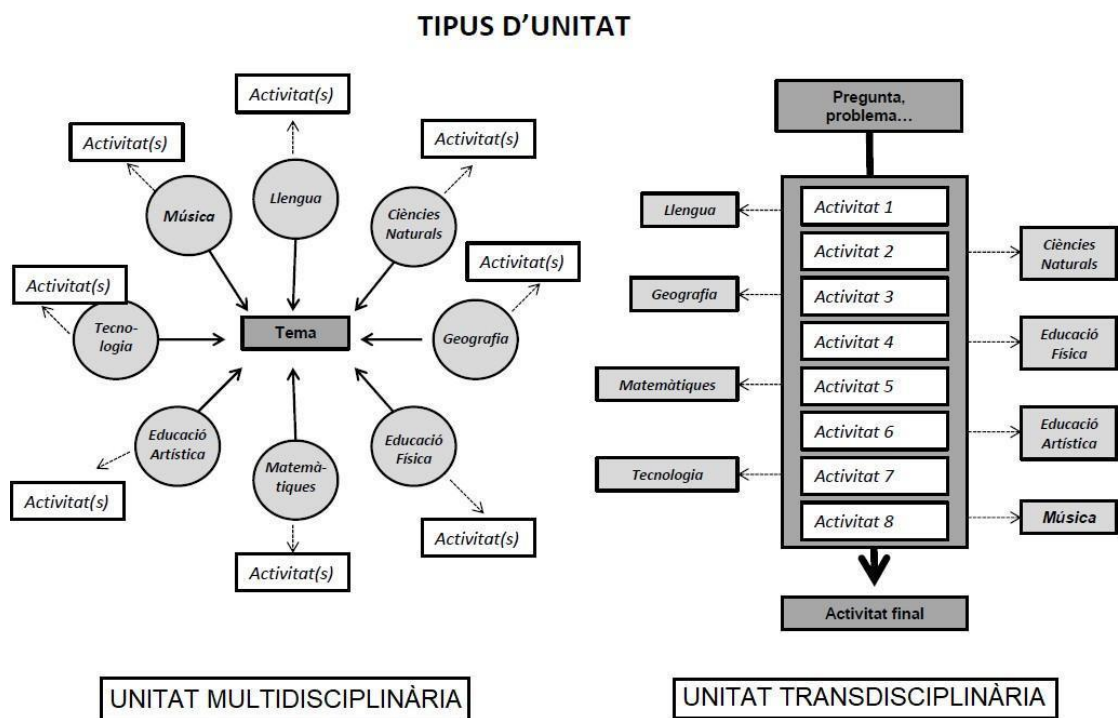 TIPUS D'UNITAT
Activitat(s)
Activitat(s)
Activitat(s)
Llengua
Música
Ciències
Naturals
Activitat(s)
Activitat(s)
Tecno-
logia
Tema
Geografia
Educació
Artística
Matemà-
tiques
Educació
Física
Activitat(s)
Activitat(s)
Activitat(s)
UNITAT MULTIDISCIPLINÀRIA
Pregunta,
problema...
Llengua
Activitat 1
Activitat 2
Ciències
Naturals
Geografia
Activitat 3
Activitat 4
Educació
Física
Matemàtiques
Activitat 5
Activitat 6
Educació
Artística
Tecnologia
Activitat 7
Activitat 8
Música
Activitat final
UNITAT TRANSDISCIPLINÀRIA